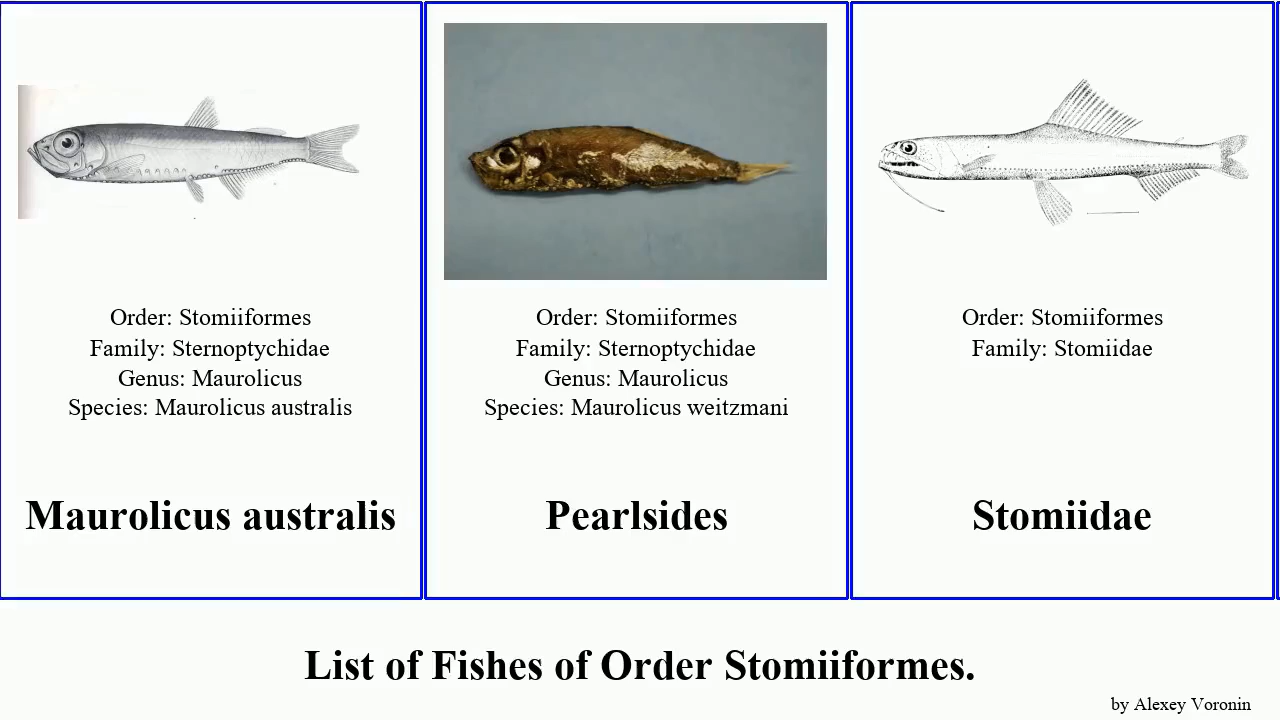 Order: Stomiiformes
Family: Sternoptychidae
Genus: Maurolicus
Species: Maurolicus australis
Maurolicus australis
Order: Stomiiformes
Family: Sternoptychidae
Genus: Maurolicus
Species: Maurolicus weitzmani
Pearlsides
Order: Stomiiformes
Family: Stomiidae
Stomiidae
List of Fishes of Order Stomiiformes.
by Alexey Voronin